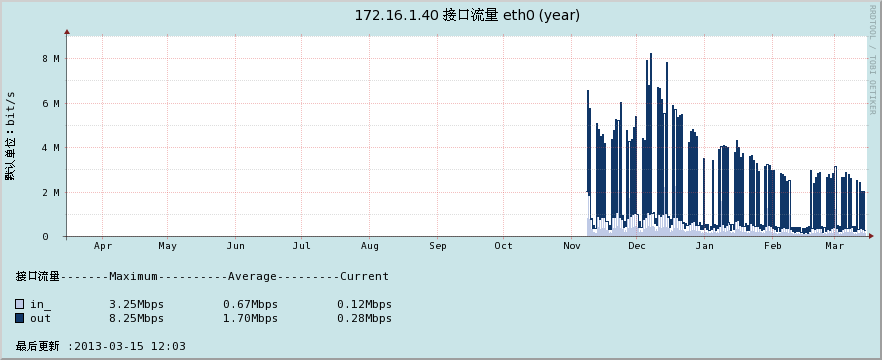 172.16.1.40 接口流量 eth0 (year)
RRDTOOL / TOBI OETIKER
默认单位：bit/s
8 M
6 M
4 M
2 M
0
Apr May Jun Jul Aug Sep Oct Nov Dec Jan Feb Mar
接口流量-------Maximum----------Average---------Current
in_ 3.25Mbps 0.67Mbps 0.12Mbps
out 8.25Mbps 1.70Mbps 0.28Mbps
最后更新 :2013-03-15 12:03